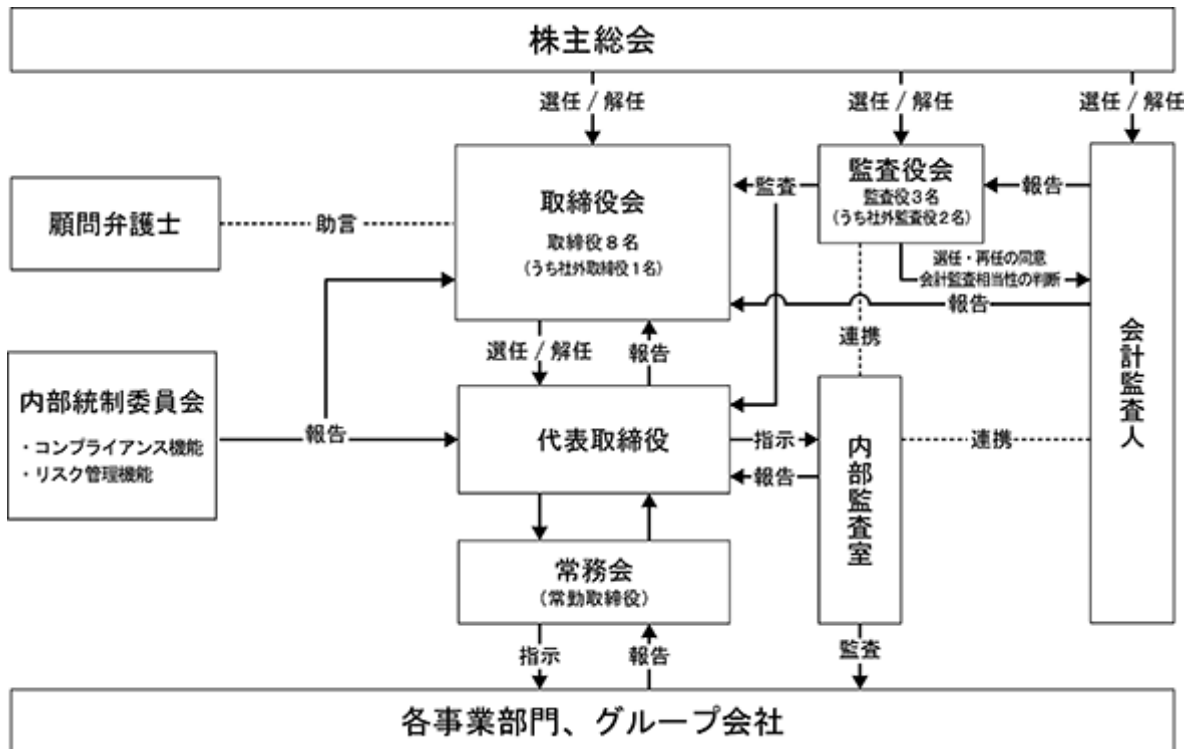 株主総会
選任 / 解任
選任 / 解任
選任 / 解任
顧問弁護士
助言
取締役会
取締役8名
(うち社外取締役1名)
監査
監査役会
監査役3名
(うち社外監査役2名)
報告
選任・再任の同意
会計監査相当性の判断
報告
会計監査人
選任 / 解任
報告
連携
内部統制委員会
・コンプライアンス機能
・リスク管理機能
報告
代表取締役
指示
報告
内部監査室
連携
常務会
(常勤取締役)
指示
報告
監査
各事業部門、グループ会社